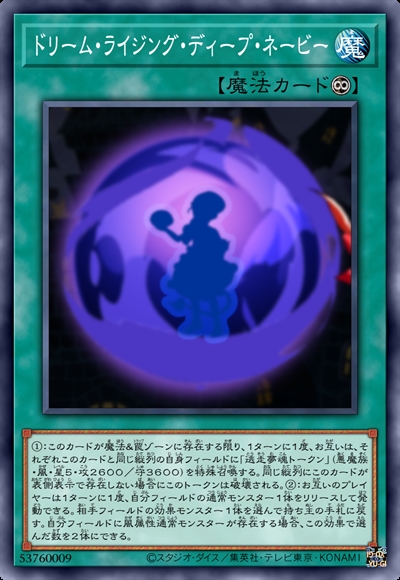 ドリーム・ライジング・ディープ・ネービー
魔
【魔法カード】
①:このカードが魔法&罠ゾーンに存在する限り、1ターンに1度、お互いは、そ
れぞれこのカードと同じ縦列の自身フィールドに「逃走夢魂トークン」(悪魔族
・風・星5・攻2600/守3600)を特殊召喚する。同じ縦列にこのカードが
表側表示で存在しない場合にこのトークンは破壊される。②:お互いのプレ
イヤーは1ターンに1度、自分フィールドの通常モンスター1体をリリースして発
動できる。相手フィールドの効果モンスター1体を選んで持ち主の手札に戻
す。自分フィールドに風属性通常モンスターが存在する場合、この効果で選
んだ数を2体にできる。
53760009
©スタジオ・ダイス/集英社・テレビ東京・KONAMI